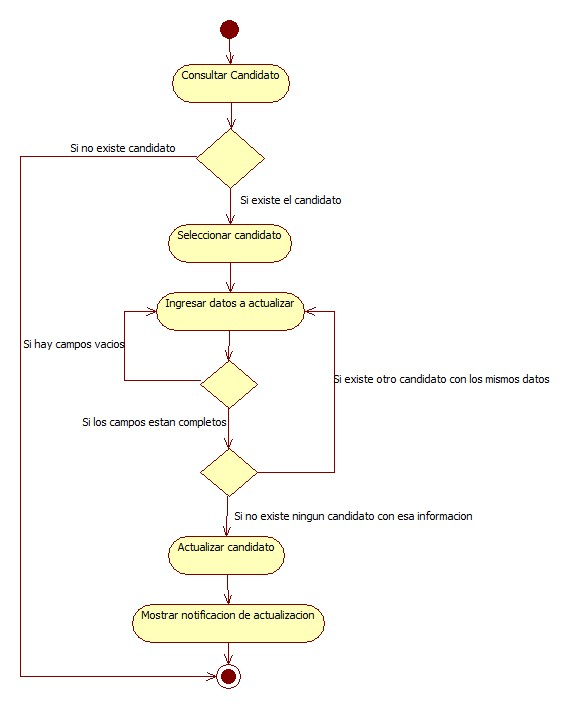 Consultar Candidato
Si no existe candidato
Si existe el candidato
Seleccionar candidato
Ingresar datos a actualizar
Si hay campos vacios
Si existe otro candidato con los mismos datos
Si los campos estan completos
Si no existe ningun candidato con esa informacion
Actualizar candidato
Mostrar notificacion de actualizacion